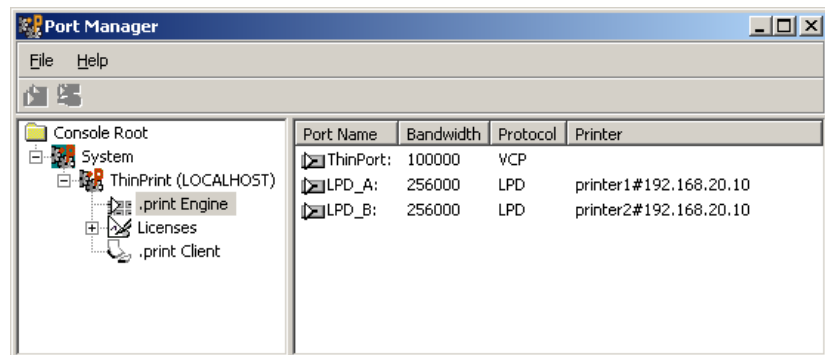 Port Manager
File Help
Console Root
System
ThinPrint (LOCALHOST)
.print Engine
Licenses
.print Client
Port Name Bandwidth Protocol Printer
ThinPort: 100000 VCP
LPD_A: 256000 LPD printer1#192.168.20.10
LPD_B: 256000 LPD printer2#192.168.20.10